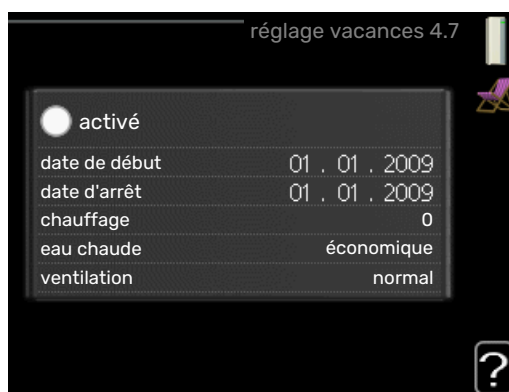 réglage vacances 4.7
activé
date de début 01 . 01 . 2009
date d'arrêt 01 . 01 . 2009
chauffage 0
eau chaude économique
ventilation normal
?